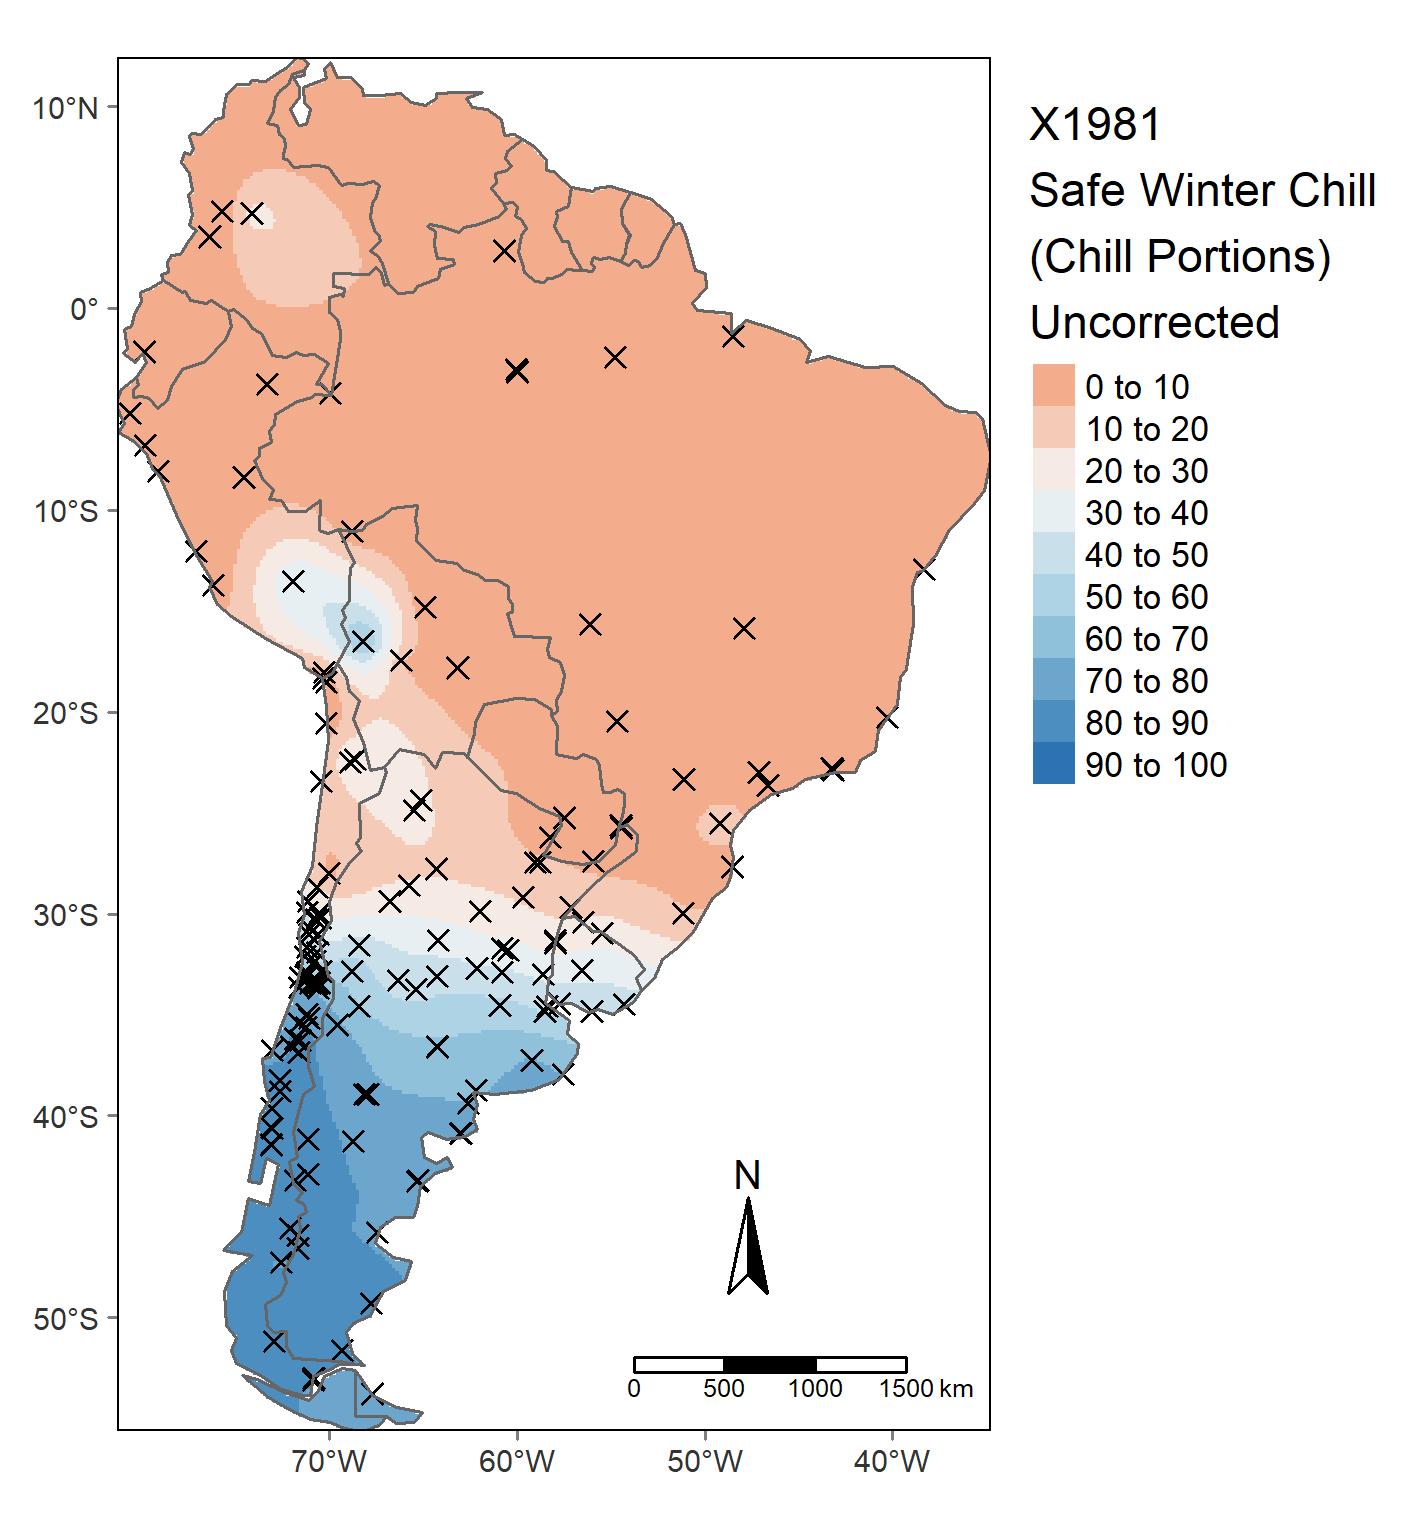 X1981
Safe Winter Chill
(Chill Portions)
Uncorrected
0 to 10
10 to 20
20 to 30
30 to 40
40 to 50
50 to 60
60 to 70
70 to 80
80 to 90
90 to 100
10°N
0°
10°S
20°S
30°S
40°S
50°S
N
0 500 1000 1500 km
70°W 60°W 50°W 40°W